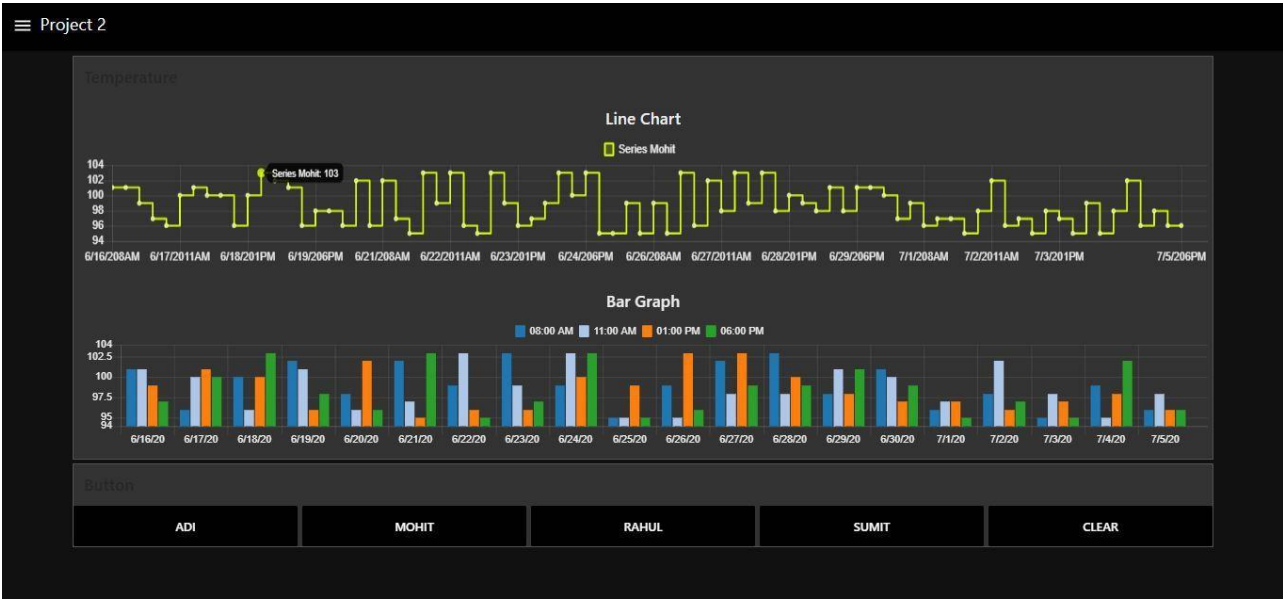 Project 2
Temperature
Line Chart
Series Mohit
104
102
100
98
96
94
Series Mohit: 103
6/16/208AM 6/17/2011AM 6/18/201PM 6/19/206PM 6/21/208AM 6/22/2011AM 6/23/201PM 6/24/206PM 6/26/208AM 6/27/2011AM 6/28/201PM 6/29/206PM 7/1/208AM 7/2/2011AM 7/3/201PM 7/5/206PM
Bar Graph
08:00 AM 11:00 AM 01:00 PM 06:00 PM
104
102.5
100
97.5
95
94
6/16/20 6/17/20 6/18/20 6/19/20 6/20/20 6/21/20 6/22/20 6/23/20 6/24/20 6/25/20 6/26/20 6/27/20 6/28/20 6/29/20 6/30/20 7/1/20 7/2/20 7/3/20 7/4/20 7/5/20
Button
ADI MOHIT RAHUL SUMIT CLEAR